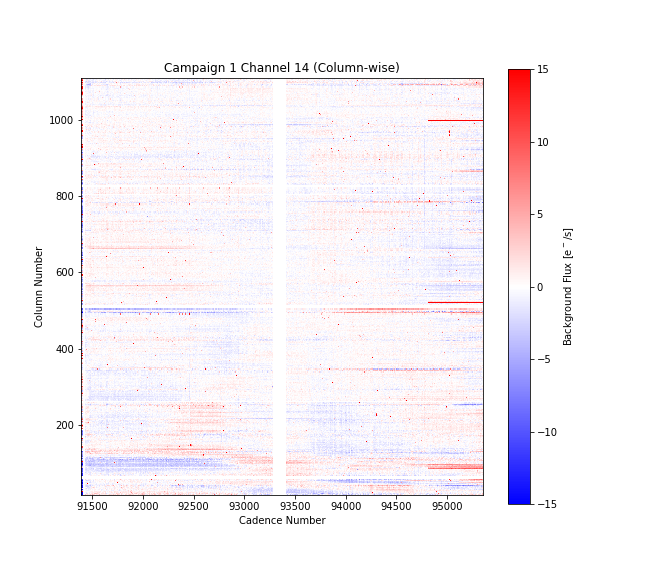 Campaign 1 Channel 14 (Column-wise)
1000
800
600
400
200
Column Number
91500 92000 92500 93000 93500 94000 94500 95000
Cadence Number
15
10
5
0
−5
−10
−15
Background Flux [e⁻/s]